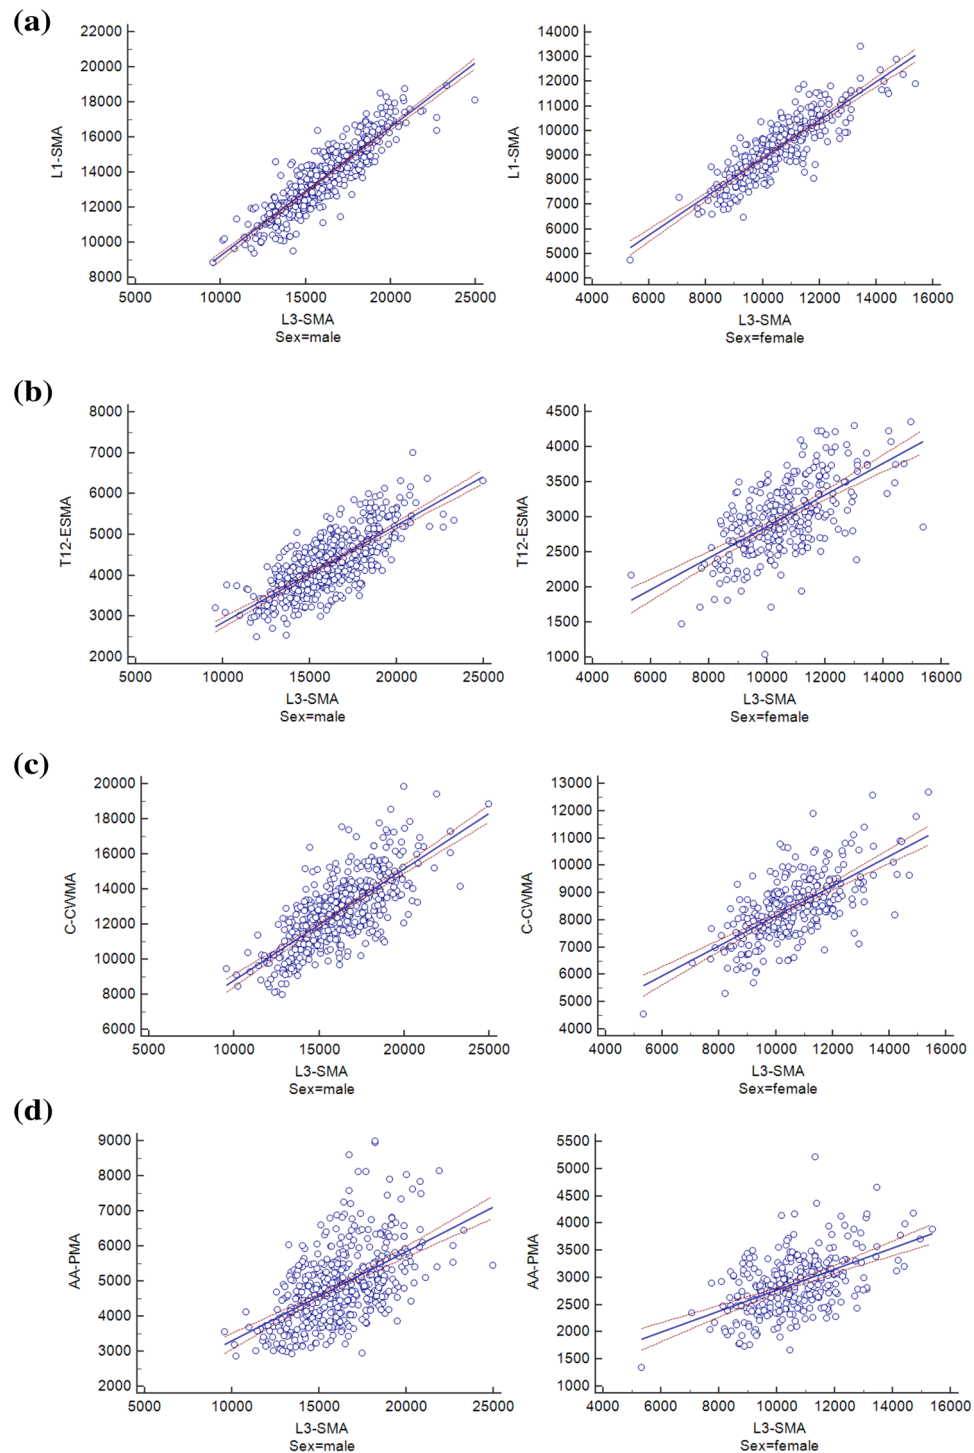 (a)
22000
20000
18000
16000
14000
12000
10000
8000
L1-SMA
5000 10000 15000 20000 25000
L3-SMA
Sex=male
14000
13000
12000
11000
10000
9000
8000
7000
6000
5000
4000
L1-SMA
4000 6000 8000 10000 12000 14000 16000
L3-SMA
Sex=female
(b)
8000
7000
6000
5000
4000
3000
2000
T12-ESMA
5000 10000 15000 20000 25000
L3-SMA
Sex=male
4500
4000
3500
3000
2500
2000
1500
1000
T12-ESMA
4000 6000 8000 10000 12000 14000 16000
L3-SMA
Sex=female
(c)
20000
18000
16000
14000
12000
10000
8000
6000
C-CWMA
5000 10000 15000 20000 25000
L3-SMA
Sex=male
13000
12000
11000
10000
9000
8000
7000
6000
5000
4000
C-CWMA
4000 6000 8000 10000 12000 14000 16000
L3-SMA
Sex=female
(d)
9000
8000
7000
6000
5000
4000
3000
2000
AA-PMA
5000 10000 15000 20000 25000
L3-SMA
Sex=male
5500
5000
4500
4000
3500
3000
2500
2000
1500
1000
AA-PMA
4000 6000 8000 10000 12000 14000 16000
L3-SMA
Sex=female